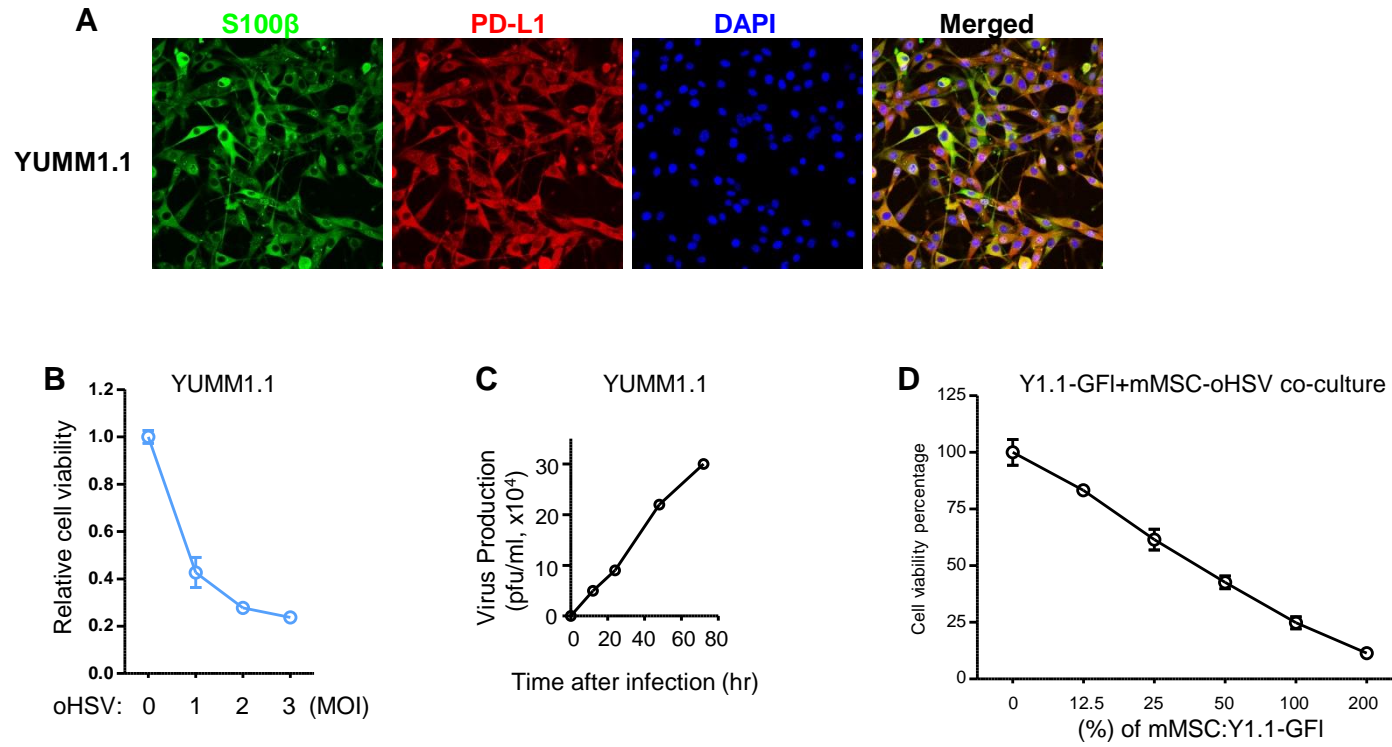 A
S100β
PD-L1
DAPI
Merged
YUMM1.1
B
YUMM1.1
Relative cell viability
1.2
1.0
0.8
0.6
0.4
0.2
0.0
oHSV: 0 1 2 3 (MOI)
C
YUMM1.1
Virus Production
(pfu/ml, x10⁴)
30
20
10
0
0 20 40 60 80
Time after infection (hr)
D
Y1.1-GFl+mMSC-oHSV co-culture
Cell viability percentage
125
100
75
50
25
0
0 12.5 25 50 100 200
(%) of mMSC:Y1.1-GFl